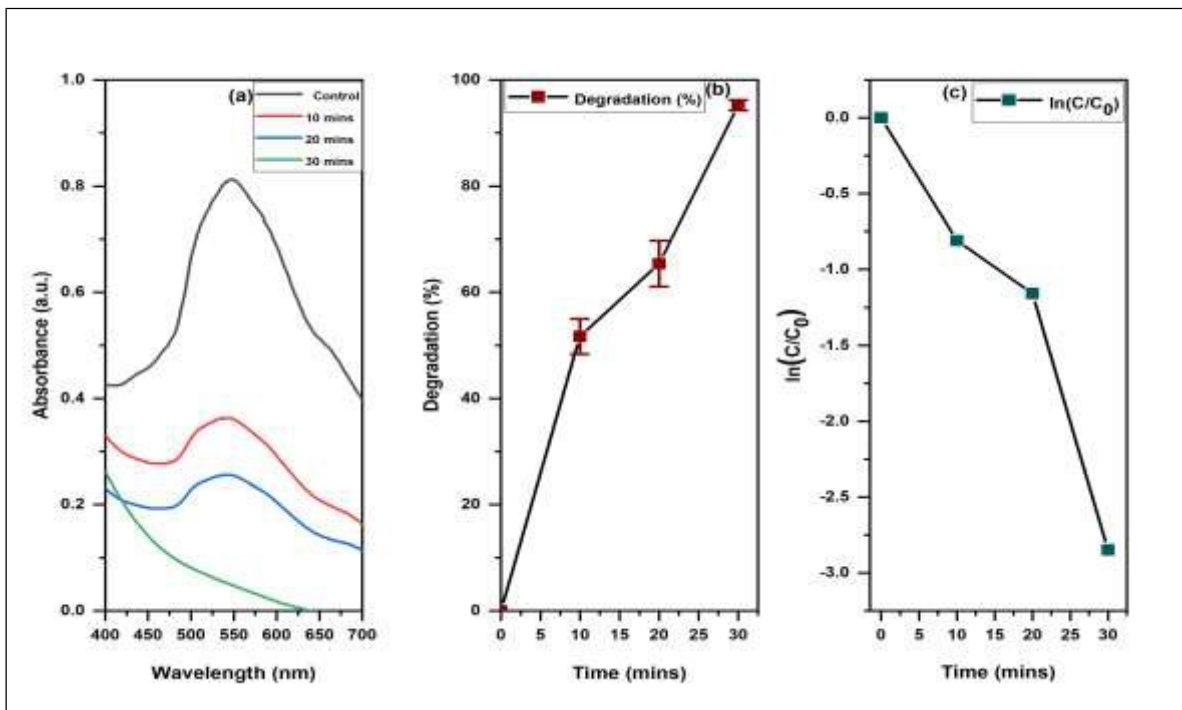 (a)
Control
10 mins
20 mins
30 mins
1.0
0.8
0.6
0.4
0.2
0.0
Absorbance (a.u.)
400 450 500 550 600 650 700
Wavelength (nm)
(b)
Degradation (%)
100
80
60
40
20
0
Degradation (%)
0 5 10 15 20 25 30
Time (mins)
(c)
ln(C/C0)
0.0
-0.5
-1.0
-1.5
-2.0
-2.5
-3.0
ln(C/C0)
0 5 10 15 20 25 30
Time (mins)